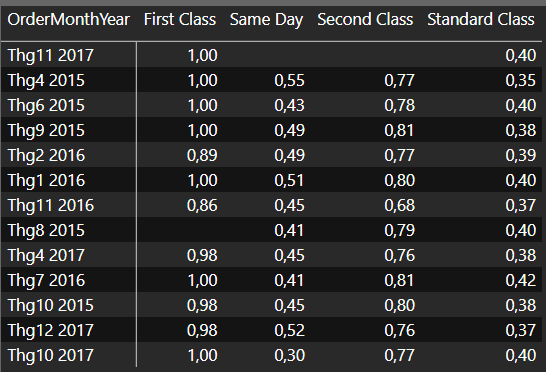 OrderMonthYear First Class Same Day Second Class Standard Class
Thg11 2017 1,00 0,40
Thg4 2015 1,00 0,55 0,77 0,35
Thg6 2015 1,00 0,43 0,78 0,40
Thg9 2015 1,00 0,49 0,81 0,38
Thg2 2016 0,89 0,49 0,77 0,39
Thg1 2016 1,00 0,51 0,80 0,40
Thg11 2016 0,86 0,45 0,68 0,37
Thg8 2015 0,41 0,79 0,40
Thg4 2017 0,98 0,45 0,76 0,38
Thg7 2016 1,00 0,41 0,81 0,42
Thg10 2015 0,98 0,45 0,80 0,38
Thg12 2017 0,98 0,52 0,76 0,37
Thg10 2017 1,00 0,30 0,77 0,40